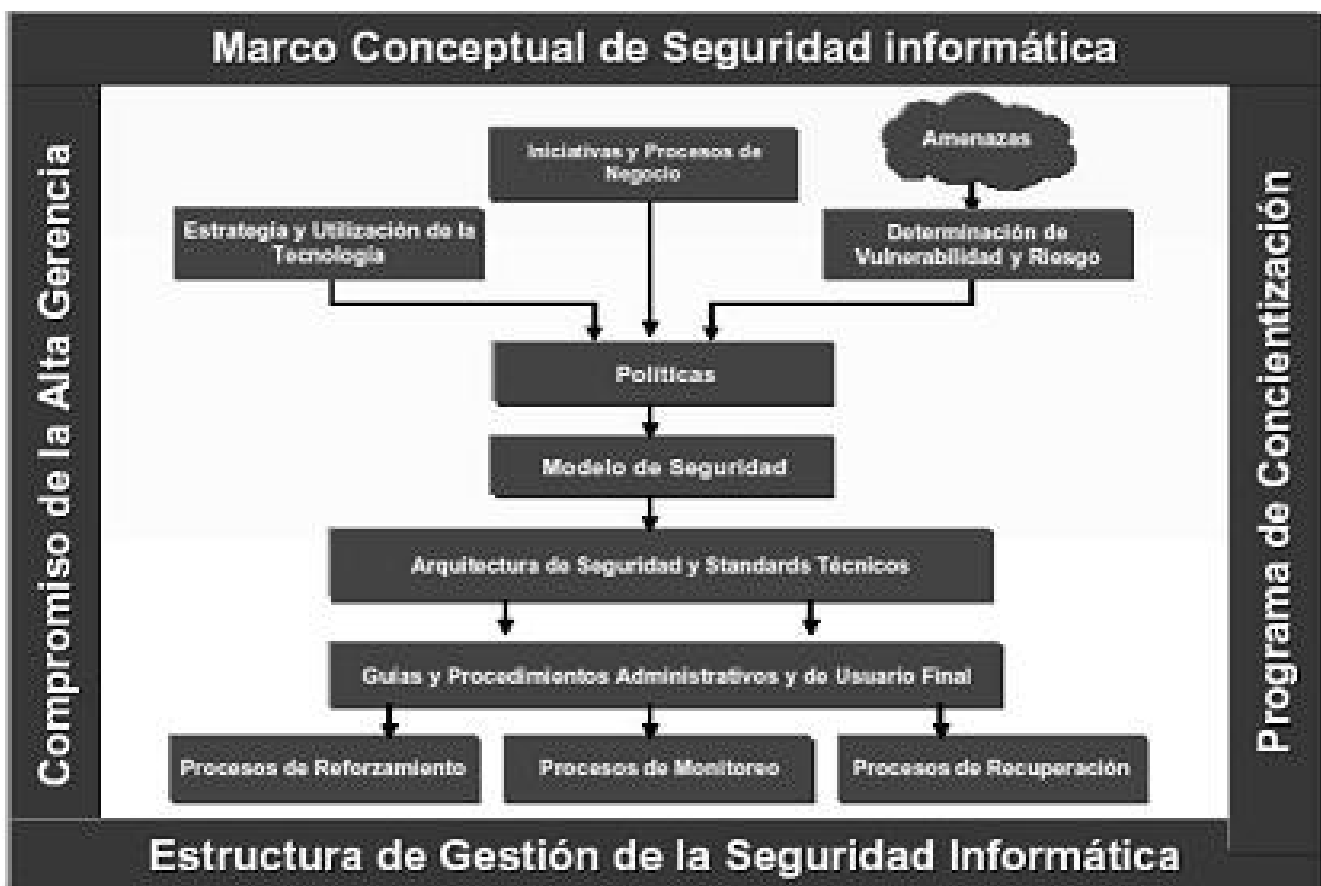 Marco Conceptual de Seguridad informática
Compromiso de la Alta Gerencia
Programa de Concientización
Iniciativas y Procesos de
Negocio
Amenazas
Estrategia y Utilización de la
Tecnología
Determinación de
Vulnerabilidad y Riesgo
Políticas
Modelo de Seguridad
Arquitectura de Seguridad y Standards Técnicos
Guías y Procedimientos Administrativos y de Usuario Final
Procesos de Reforzamiento
Procesos de Monitoreo
Procesos de Recuperación
Estructura de Gestión de la Seguridad Informática